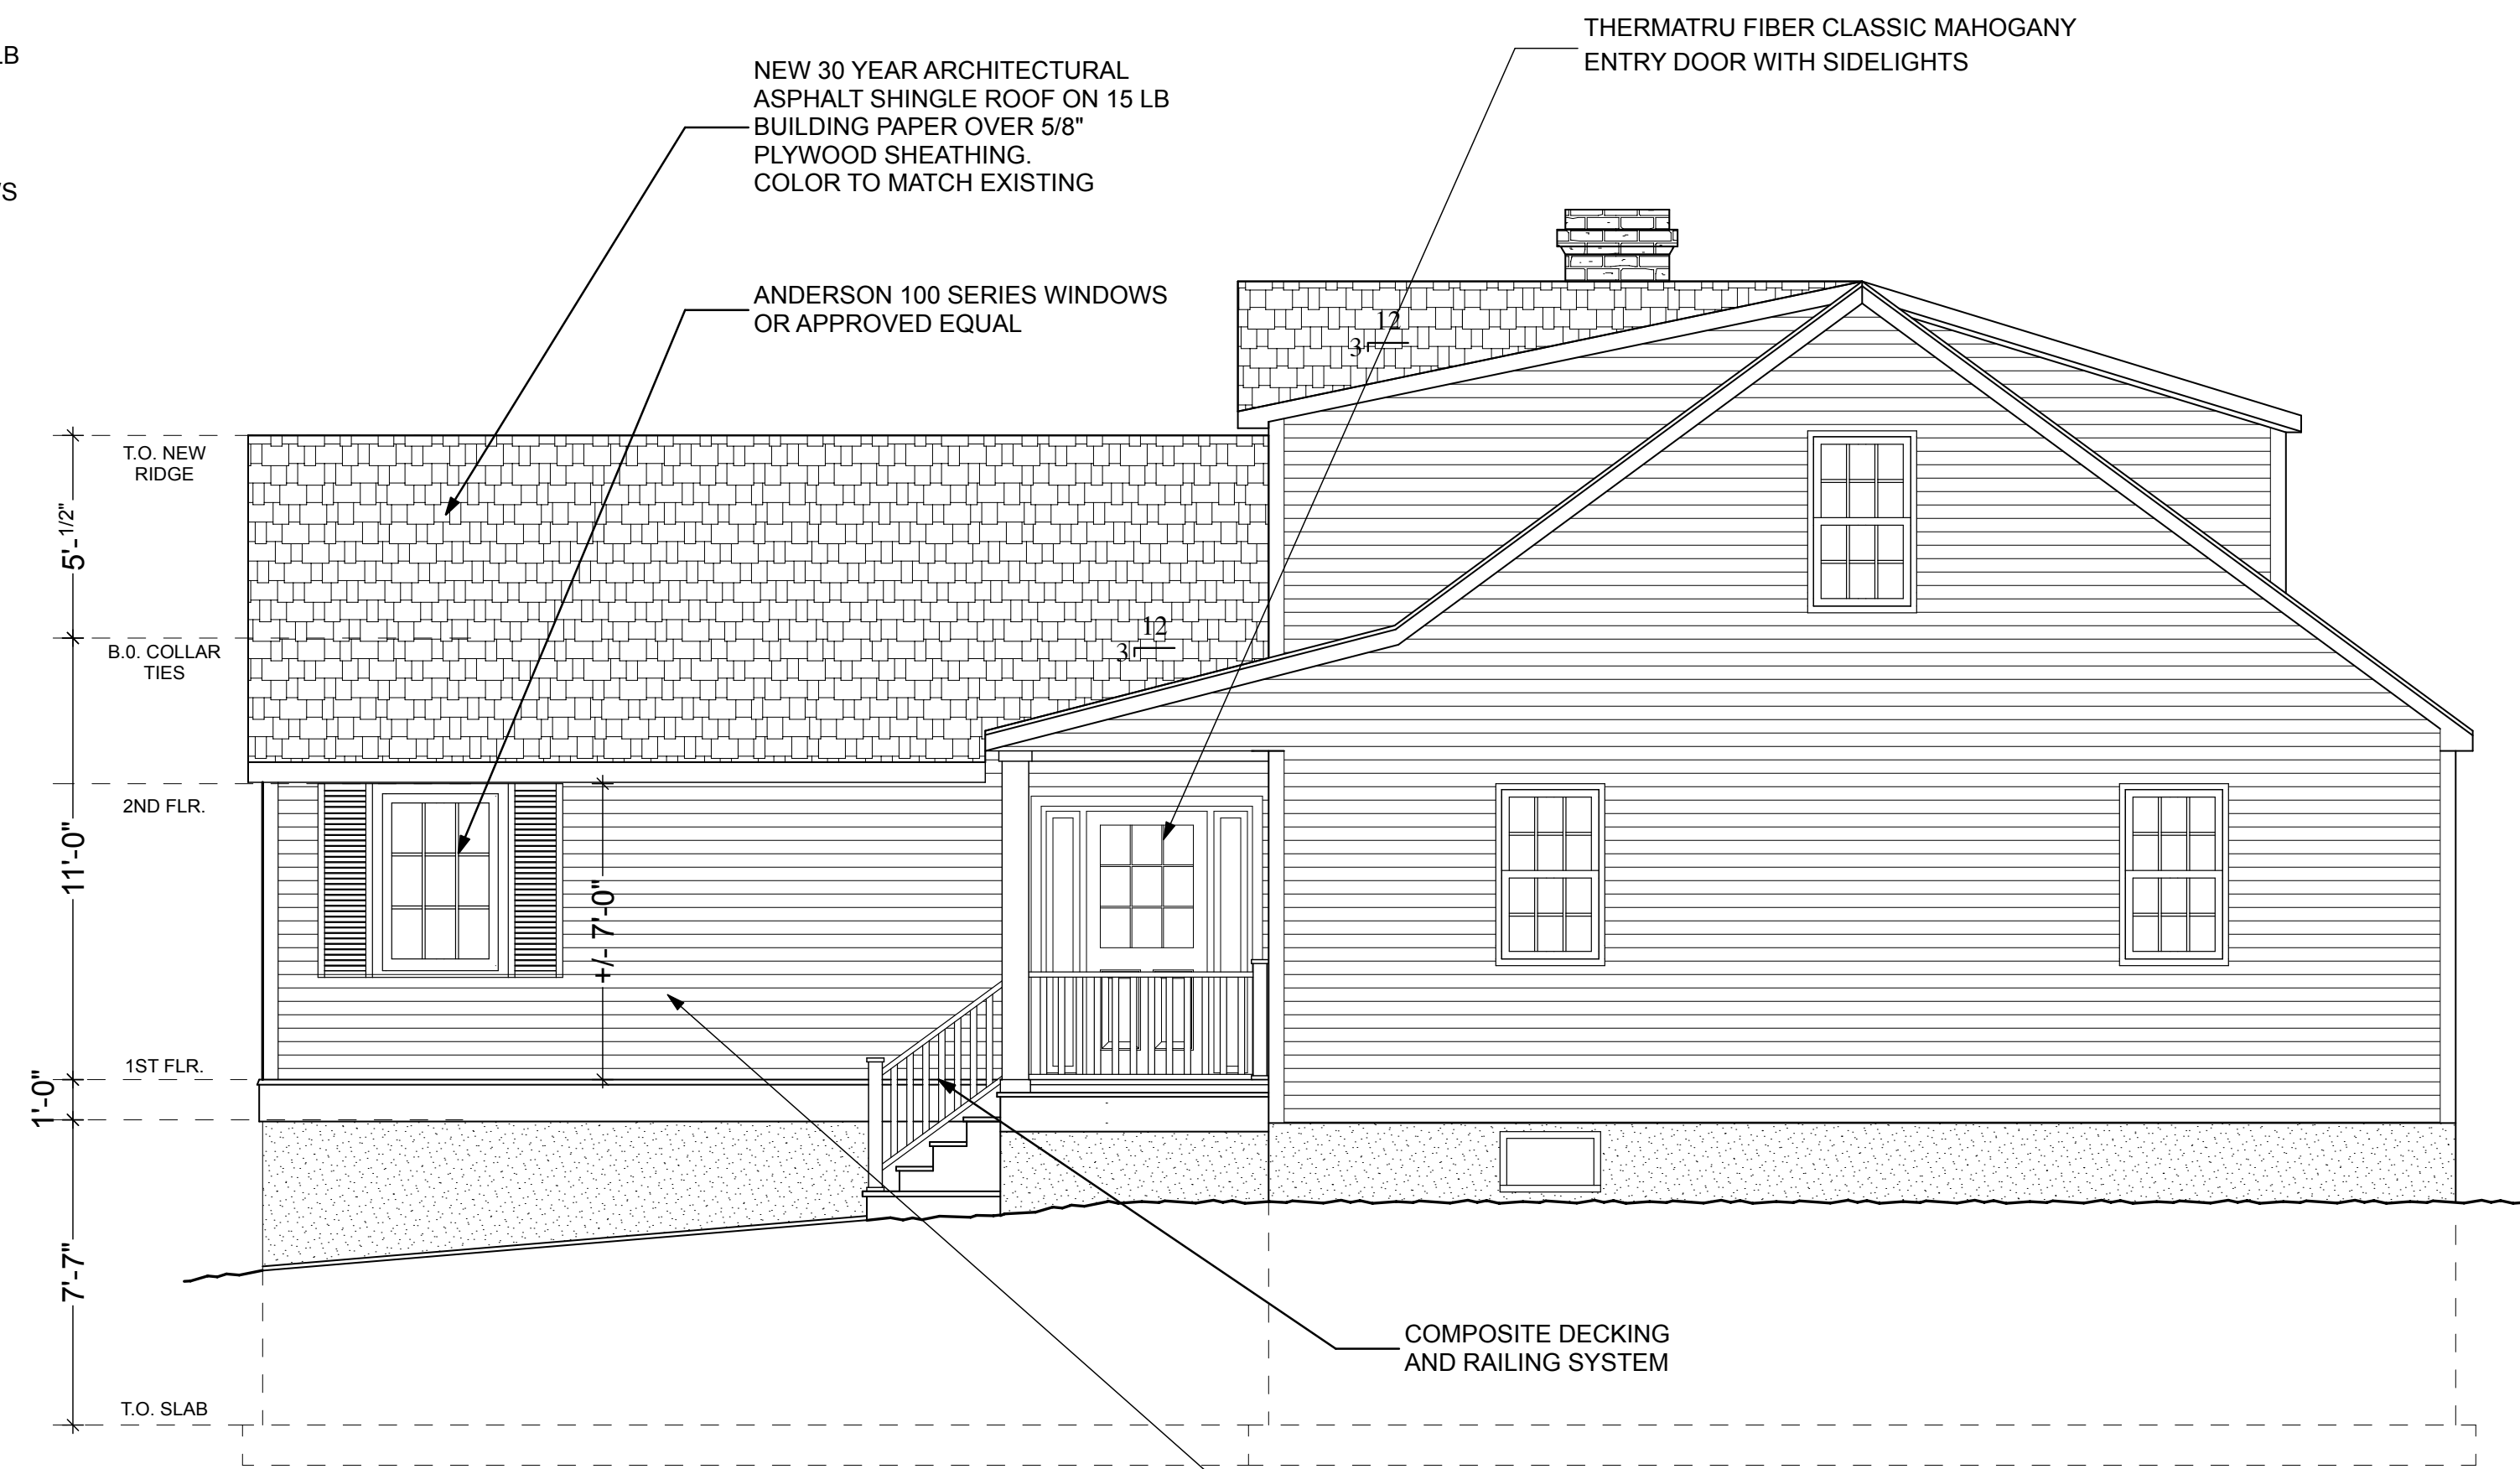 LB
THERMATRU FIBER CLASSIC MAHOGANY
ENTRY DOOR WITH SIDELIGHTS
NEW 30 YEAR ARCHITECTURAL
ASPHALT SHINGLE ROOF ON 15 LB
BUILDING PAPER OVER 5/8"
PLYWOOD SHEATHING.
COLOR TO MATCH EXISTING
ANDERSON 100 SERIES WINDOWS
OR APPROVED EQUAL
12
3
T.O. NEW
RIDGE
5'-1/2"
12
3
B.0. COLLAR
TIES
2ND FLR.
11'-0"
+/- 7'-0"
1ST FLR.
1'-0"
7'-7"
COMPOSITE DECKING
AND RAILING SYSTEM
T.O. SLAB